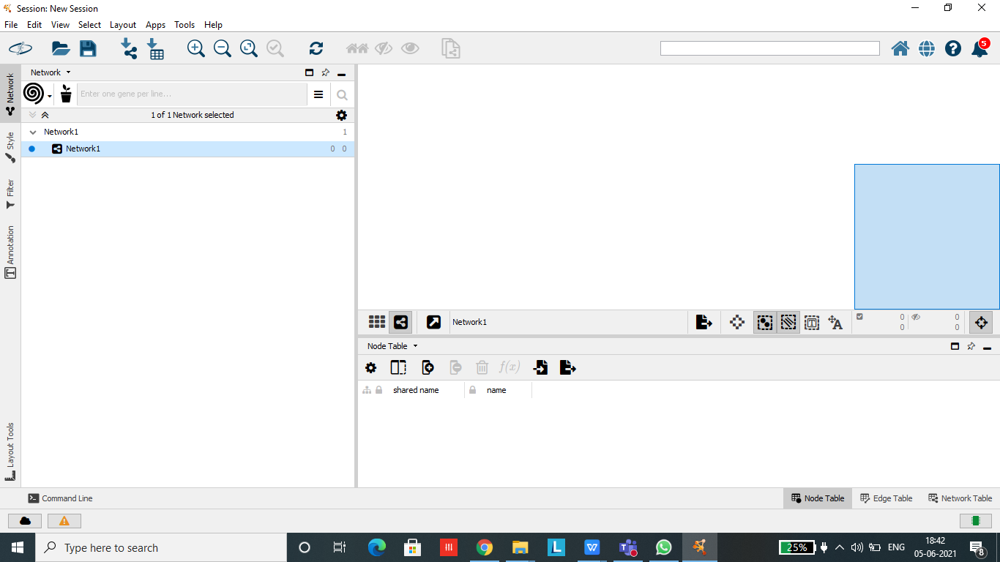 Session: New Session
File Edit View Select Layout Apps Tools Help
5
Network
Network
Style
Filter
Annotation
Layout Tools
Enter one gene per line...
1 of 1 Network selected
Network1 1
Network1 0 0
Network1
T
A
0 0
0 0
Node Table
f(x)
shared name name
Command Line
Node Table Edge Table Network Table
Type here to search
L
W
T
25%
ENG
18:42
05-06-2021
8